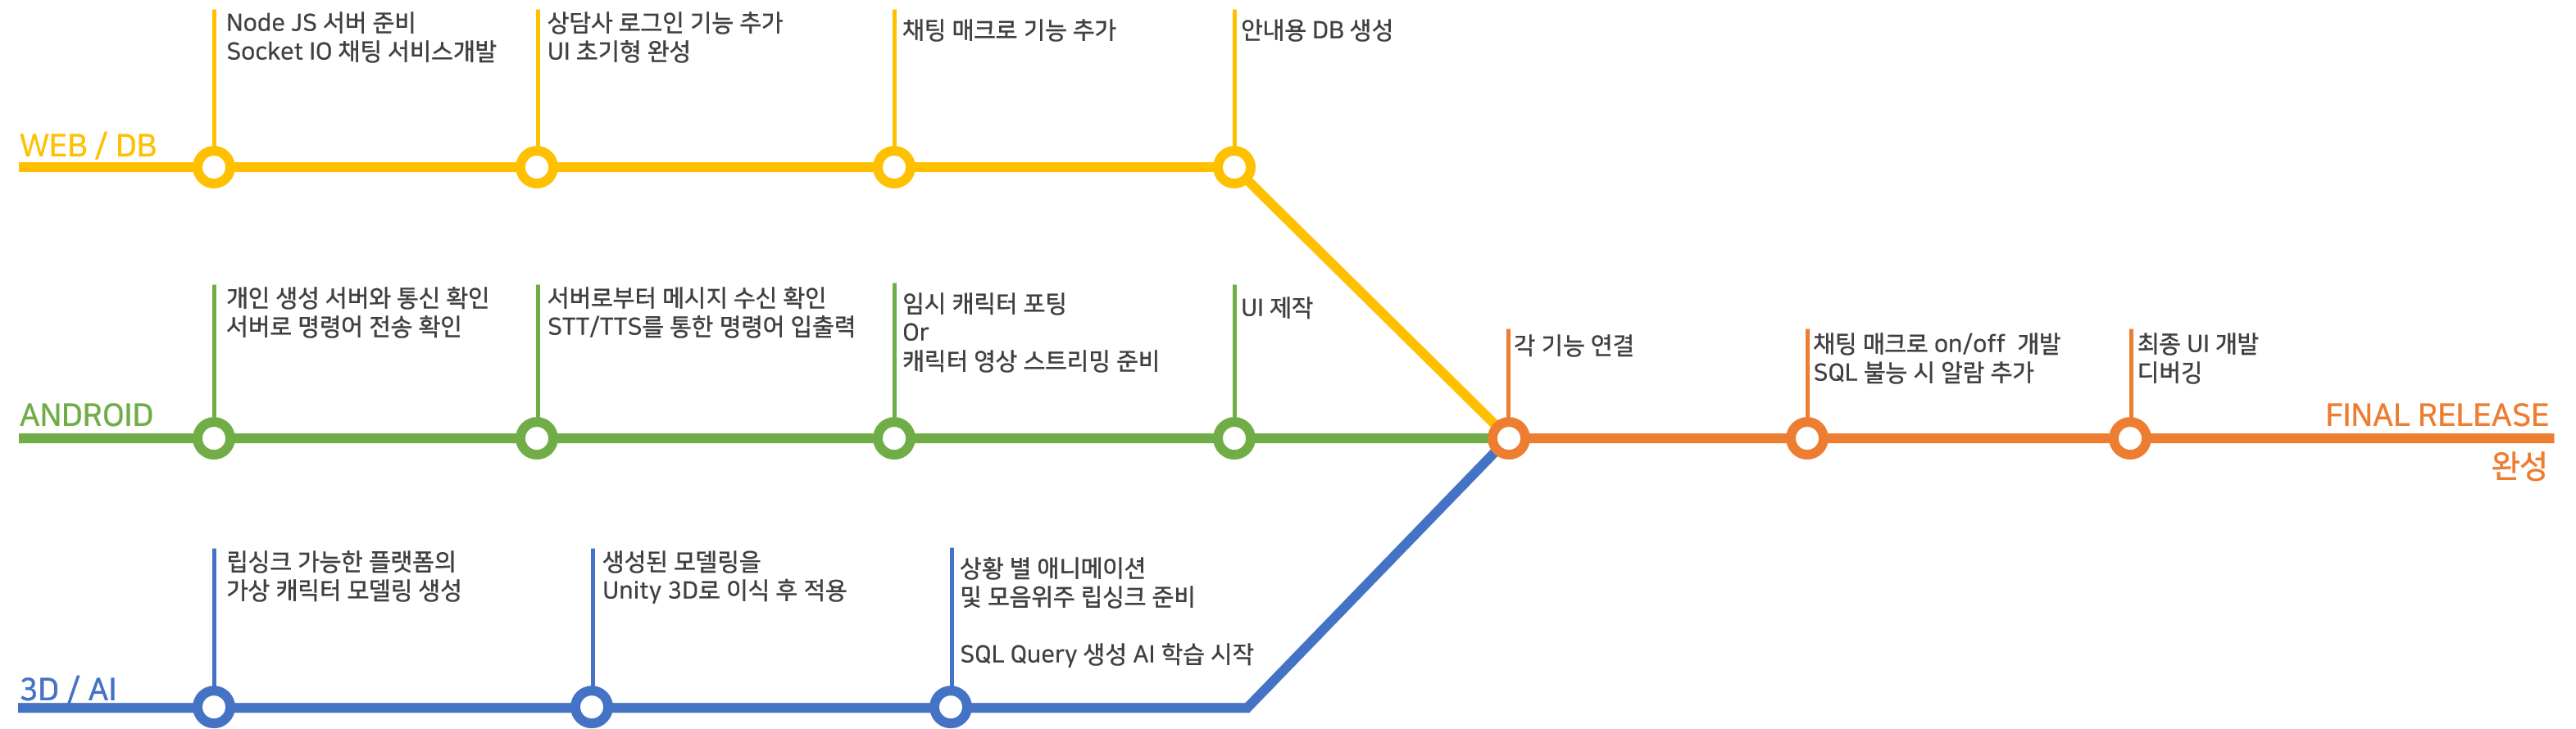 Node JS 서버 준비
Socket IO 채팅 서비스개발
상담사 로그인 기능 추가
UI 초기형 완성
채팅 매크로 기능 추가
안내용 DB 생성
WEB / DB
개인 생성 서버와 통신 확인
서버로 명령어 전송 확인
서버로부터 메시지 수신 확인
STT/TTS를 통한 명령어 입출력
임시 캐릭터 포팅
Or
캐릭터 영상 스트리밍 준비
UI 제작
각 기능 연결
채팅 매크로 on/off 개발
SQL 불능 시 알람 추가
최종 UI 개발
디버깅
ANDROID
FINAL RELEASE
완성
립싱크 가능한 플랫폼의
가상 캐릭터 모델링 생성
생성된 모델링을
Unity 3D로 이식 후 적용
상황 별 애니메이션
및 모음위주 립싱크 준비
SQL Query 생성 AI 학습 시작
3D / AI